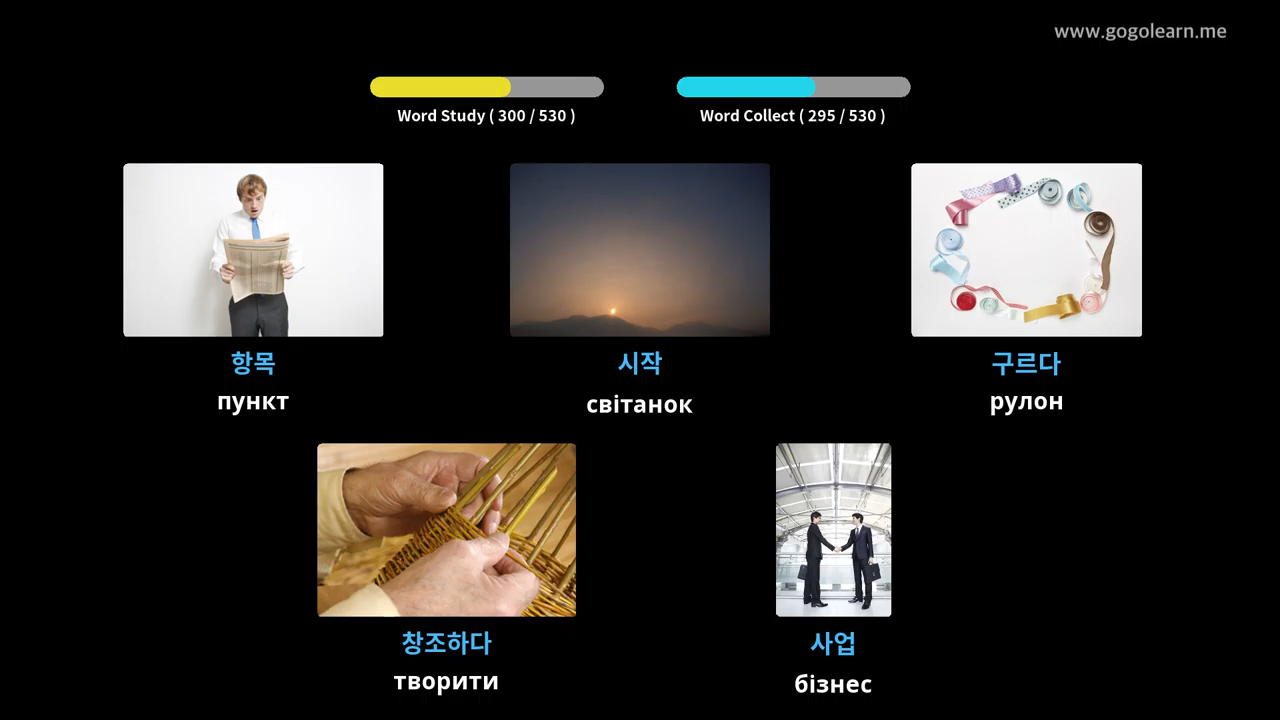 www.gogolearn.me
Word Study ( 300 / 530 )
Word Collect ( 295 / 530 )
항목
пункт
시작
світанок
구르다
рулон
창조하다
творити
사업
бізнес